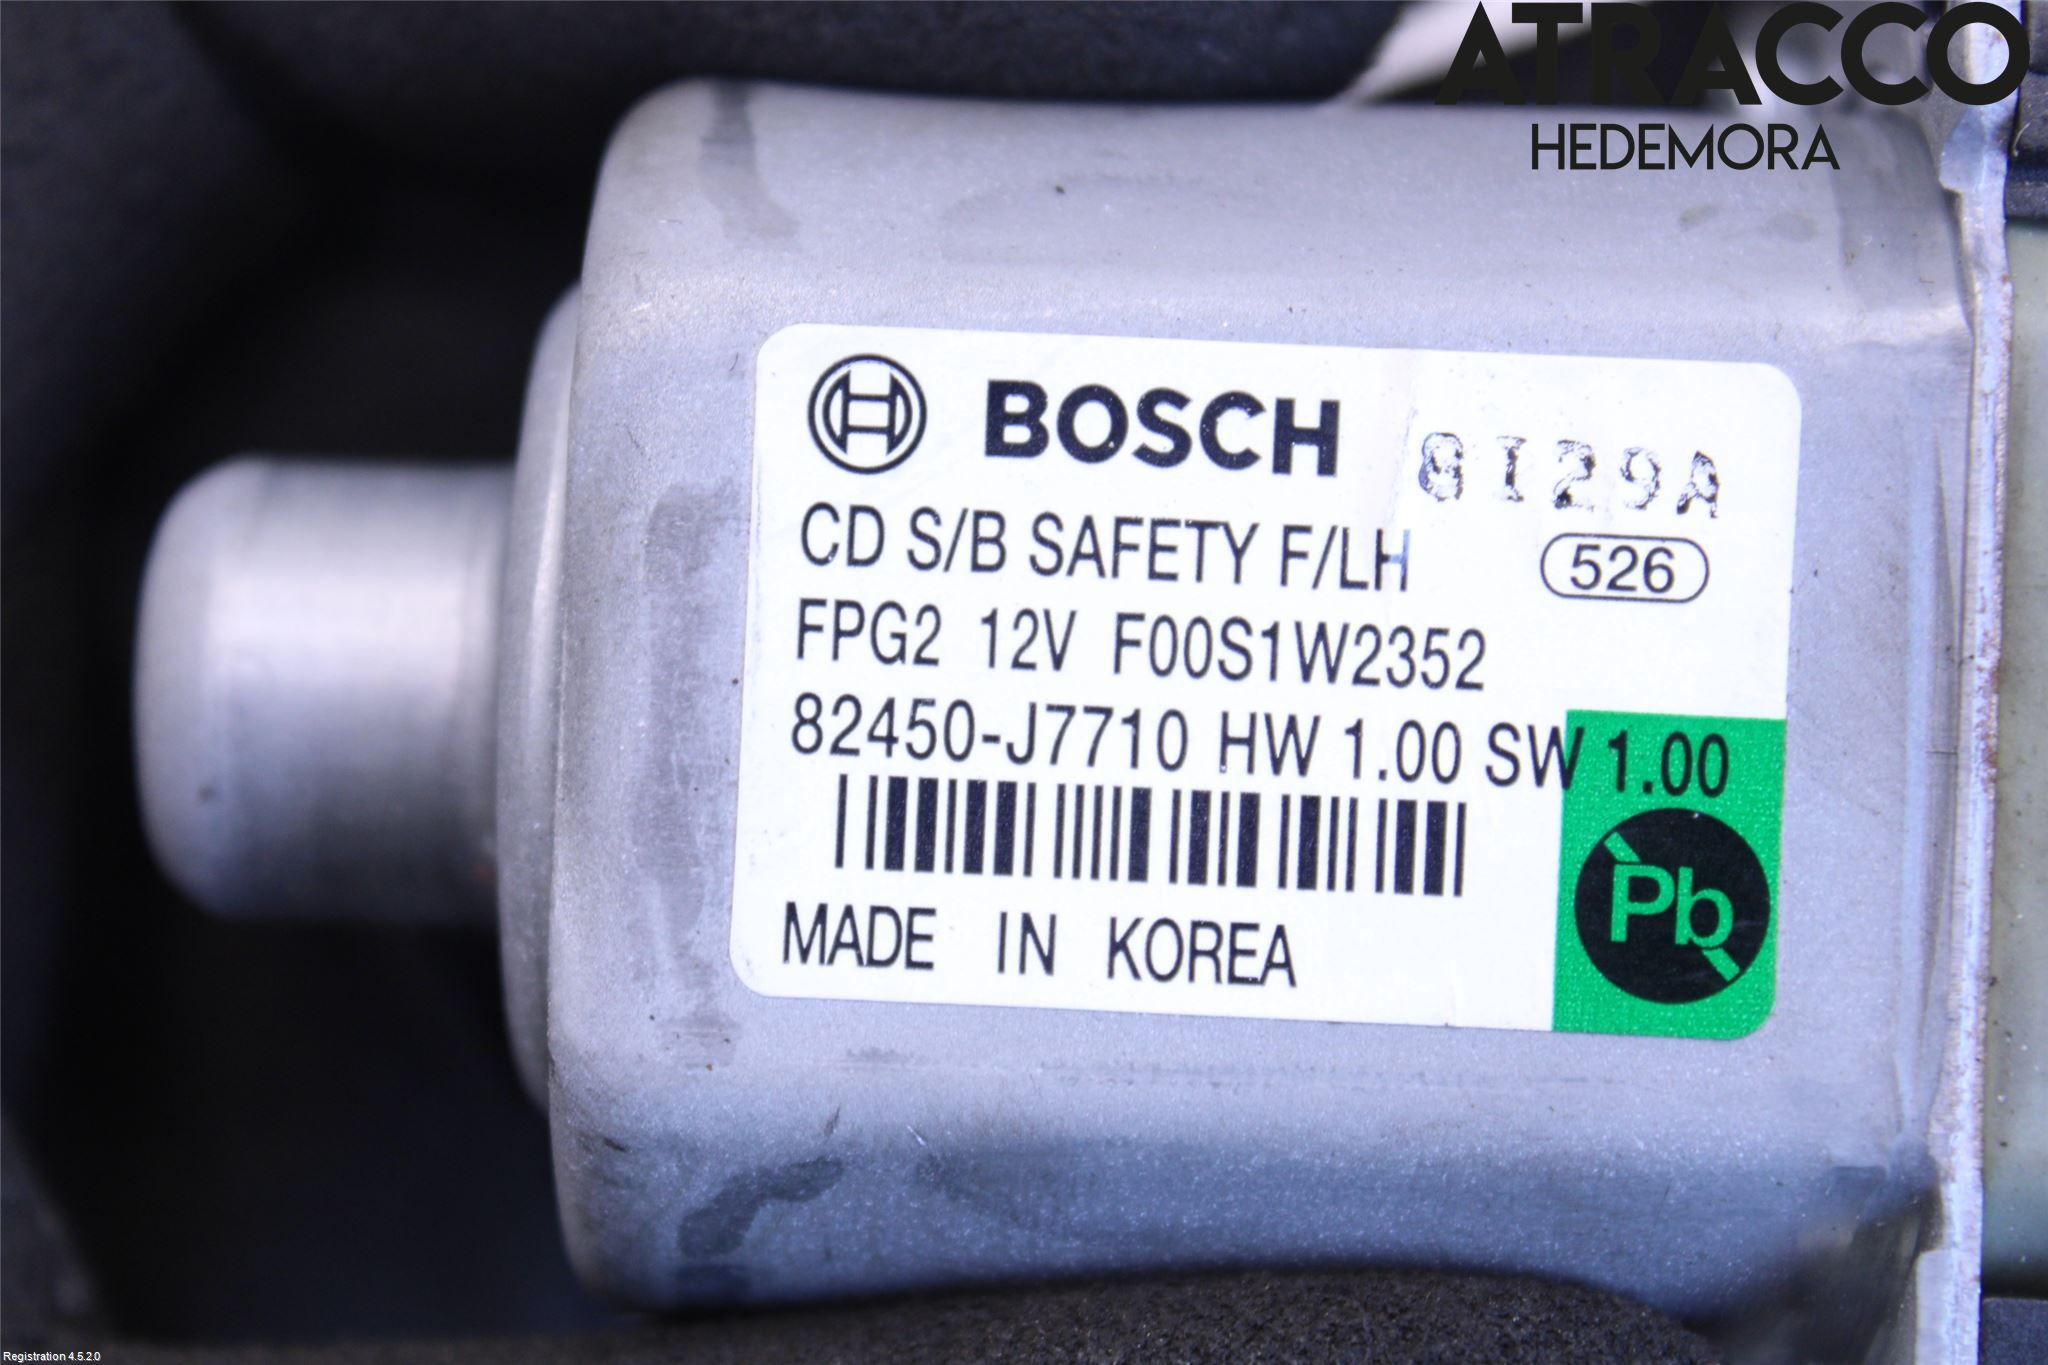 ATRACCO
HEDEMORA
BOSCH
8I29A
CD S/B SAFETY F/LH
526
FPG2 12V F00S1W2352
82450-J7710 HW 1.00 SW 1.00
Pb
MADE IN KOREA
Registration 4.5.2.0